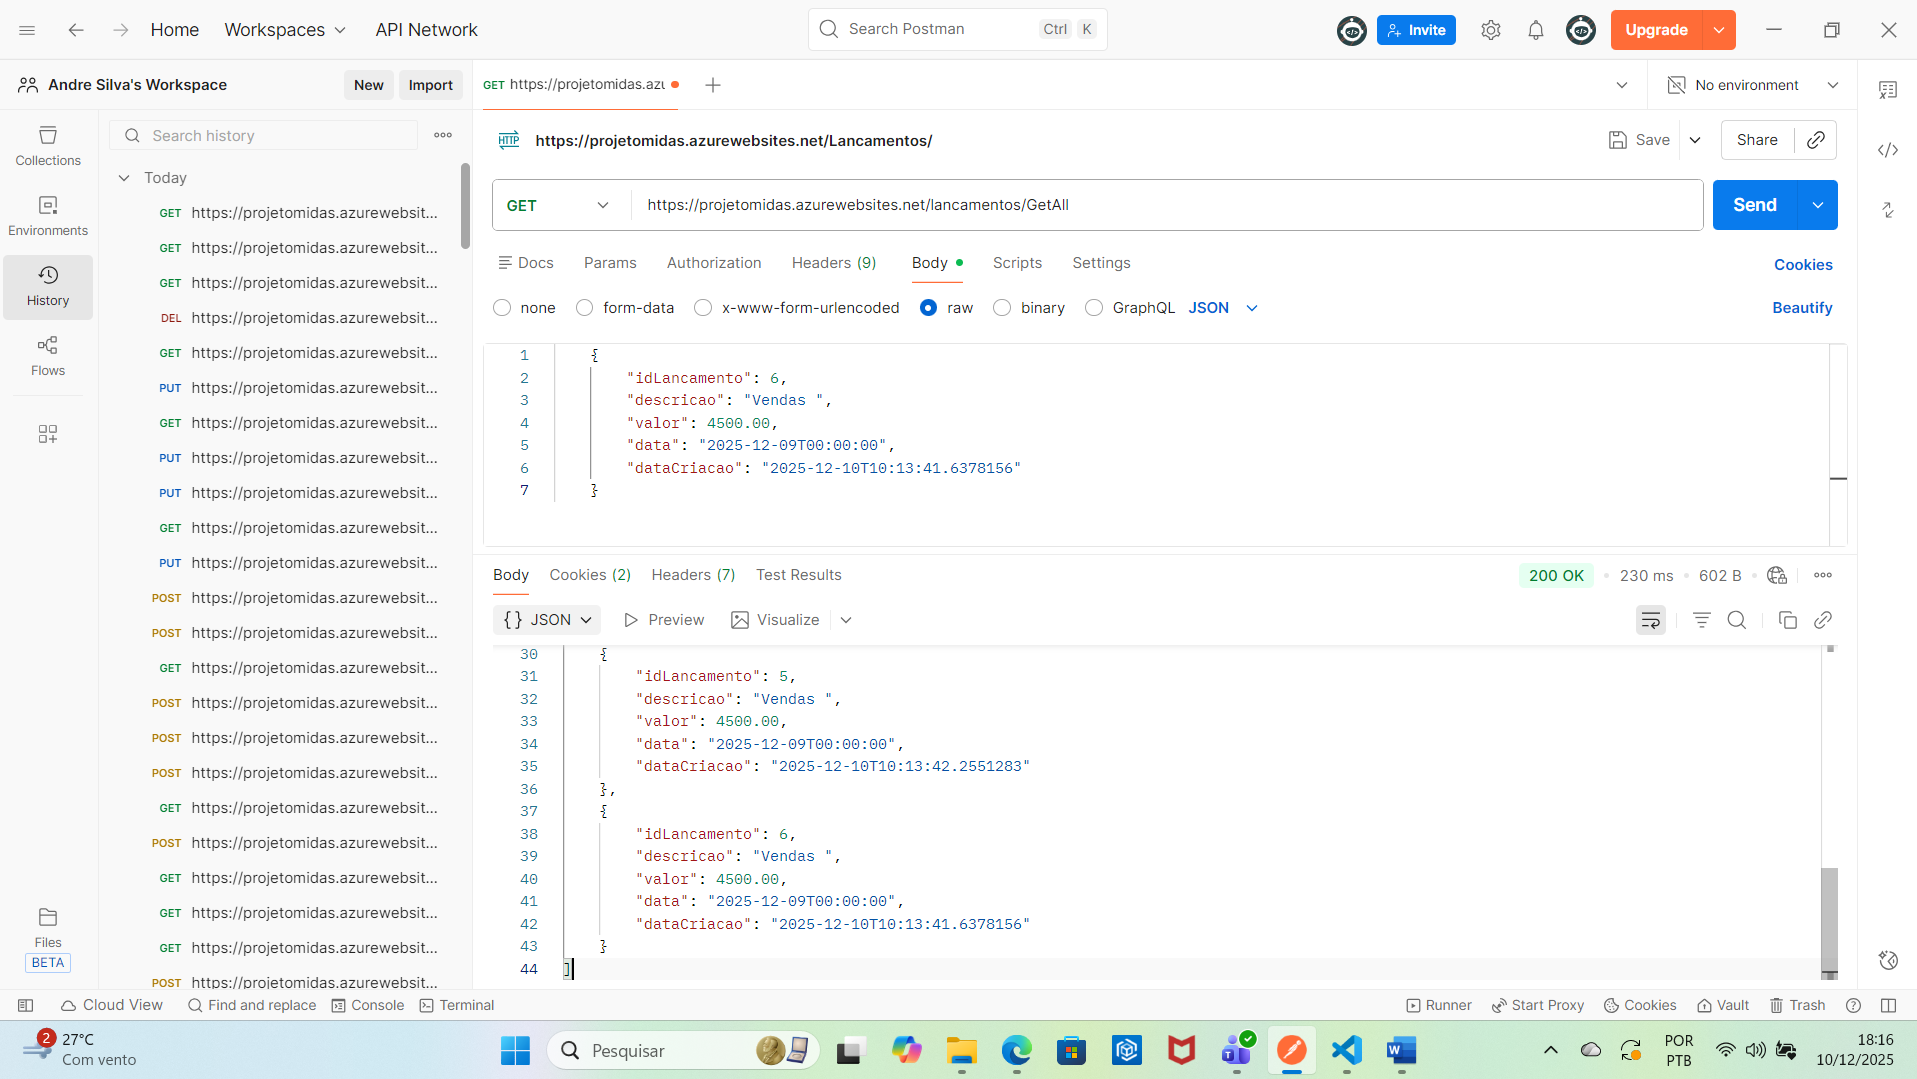 Home
Workspaces
API Network
Search Postman
Ctrl K
Invite
Upgrade
Andre Silva's Workspace
New
Import
GET https://projetomidas.azu
No environment
Collections
Environments
History
Flows
Files
BETA
Search history
Today
GET https://projetomidas.azurewebsit...
GET https://projetomidas.azurewebsit...
GET https://projetomidas.azurewebsit...
DEL https://projetomidas.azurewebsit...
GET https://projetomidas.azurewebsit...
PUT https://projetomidas.azurewebsit...
GET https://projetomidas.azurewebsit...
PUT https://projetomidas.azurewebsit...
PUT https://projetomidas.azurewebsit...
GET https://projetomidas.azurewebsit...
PUT https://projetomidas.azurewebsit...
POST https://projetomidas.azurewebsit...
POST https://projetomidas.azurewebsit...
GET https://projetomidas.azurewebsit...
POST https://projetomidas.azurewebsit...
POST https://projetomidas.azurewebsit...
POST https://projetomidas.azurewebsit...
GET https://projetomidas.azurewebsit...
POST https://projetomidas.azurewebsit...
GET https://projetomidas.azurewebsit...
GET https://projetomidas.azurewebsit...
GET https://projetomidas.azurewebsit...
POST https://projetomidas.azurewebsit...
HTTP https://projetomidas.azurewebsites.net/Lancamentos/
Save
Share
GET
https://projetomidas.azurewebsites.net/lancamentos/GetAll
Send
Docs Params Authorization Headers (9) Body Scripts Settings
Cookies
none form-data x-www-form-urlencoded raw binary GraphQL JSON
Beautify
1 {
2 "idLancamento": 6,
3 "descricao": "Vendas ",
4 "valor": 4500.00,
5 "data": "2025-12-09T00:00:00",
6 "dataCriacao": "2025-12-10T10:13:41.6378156"
7 }
Body Cookies (2) Headers (7) Test Results
200 OK 230 ms 602 B
{} JSON Preview Visualize
30 {
31 "idLancamento": 5,
32 "descricao": "Vendas ",
33 "valor": 4500.00,
34 "data": "2025-12-09T00:00:00",
35 "dataCriacao": "2025-12-10T10:13:42.2551283"
36 },
37 {
38 "idLancamento": 6,
39 "descricao": "Vendas ",
40 "valor": 4500.00,
41 "data": "2025-12-09T00:00:00",
42 "dataCriacao": "2025-12-10T10:13:41.6378156"
43 }
44 ]
Cloud View Find and replace Console Terminal
Runner Start Proxy Cookies Vault Trash
2
27°C
Com vento
Pesquisar
POR
PTB
18:16
10/12/2025